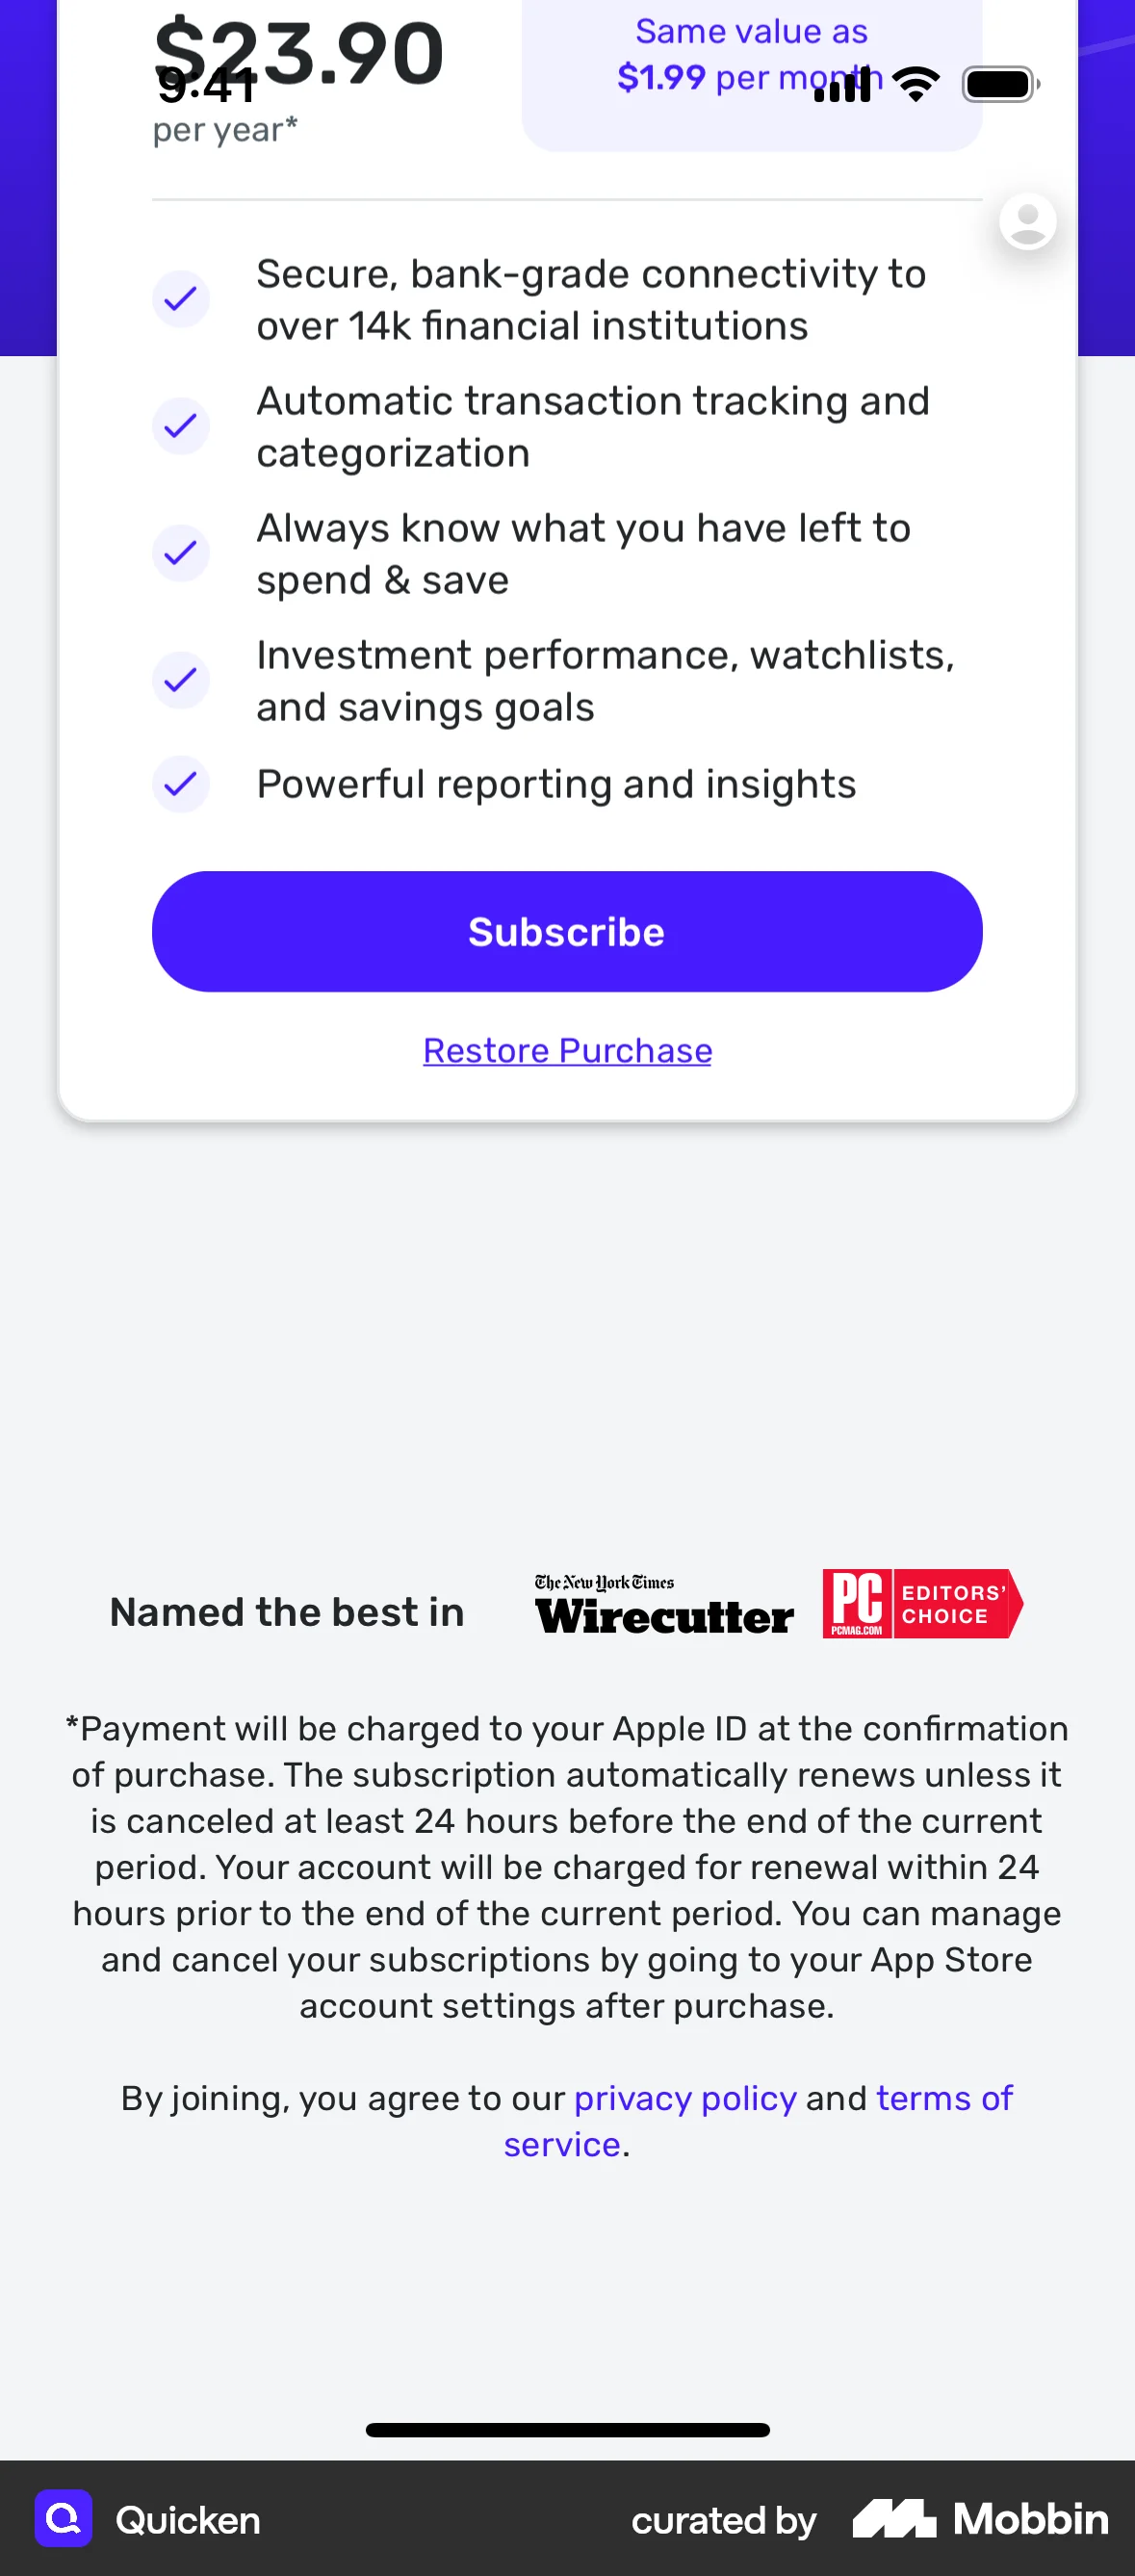 $23.90
Same value as
$1.99 per month
9:41
per year*
Secure, bank-grade connectivity to
over 14k financial institutions
Automatic transaction tracking and
categorization
Always know what you have left to
spend & save
Investment performance, watchlists,
and savings goals
Powerful reporting and insights
Subscribe
Restore Purchase
Named the best in
The New York Times
Wirecutter
PC
PCMAG.COM
EDITORS'
CHOICE
*Payment will be charged to your Apple ID at the confirmation
of purchase. The subscription automatically renews unless it
is canceled at least 24 hours before the end of the current
period. Your account will be charged for renewal within 24
hours prior to the end of the current period. You can manage
and cancel your subscriptions by going to your App Store
account settings after purchase.
By joining, you agree to our privacy policy and terms of
service.
Quicken
curated by
Mobbin